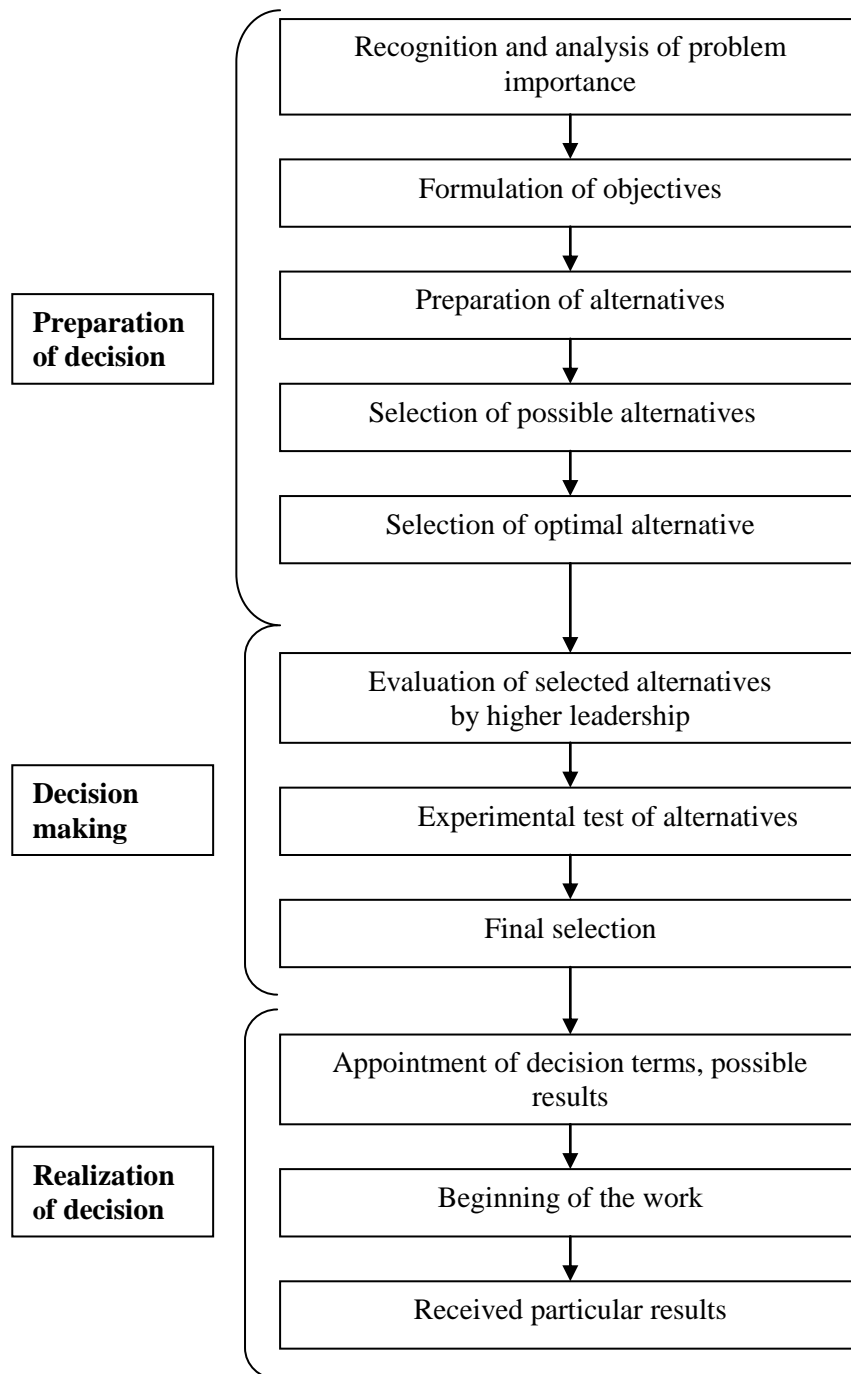 Recognition and analysis of problem
importance
Formulation of objectives
Preparation of alternatives
Preparation
of decision
Selection of possible alternatives
Selection of optimal alternative
Evaluation of selected alternatives
by higher leadership
Decision
making
Experimental test of alternatives
Final selection
Appointment of decision terms, possible
results
Realization
of decision
Beginning of the work
Received particular results